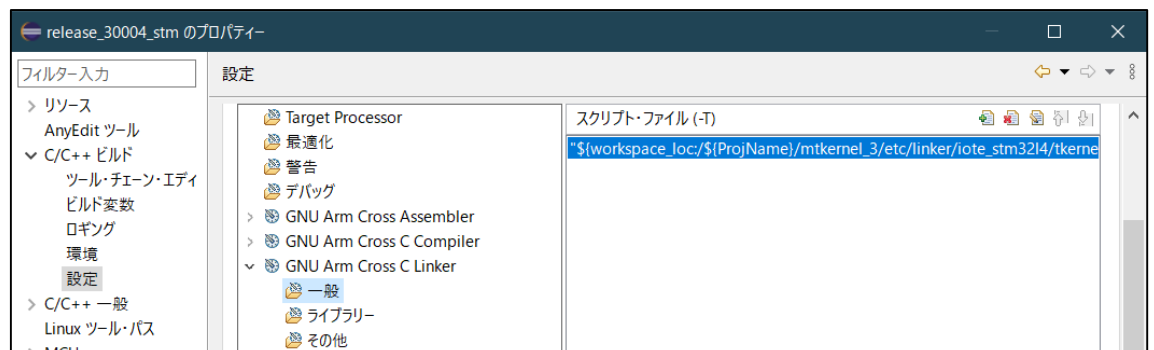 release_30004_stm のプロパティー
フィルター入力
設定
リソース
AnyEdit ツール
C/C++ ビルド
ツール・チェーン・エディ
ビルド変数
ロギング
環境
設定
C/C++ 一般
Linux ツール・パス
Target Processor
最適化
警告
デバッグ
GNU Arm Cross Assembler
GNU Arm Cross C Compiler
GNU Arm Cross C Linker
一般
ライブラリー
その他
スクリプト・ファイル (-T)
"${workspace_loc:/${ProjName}/mtkernel_3/etc/linker/iote_stm32l4/tkerne